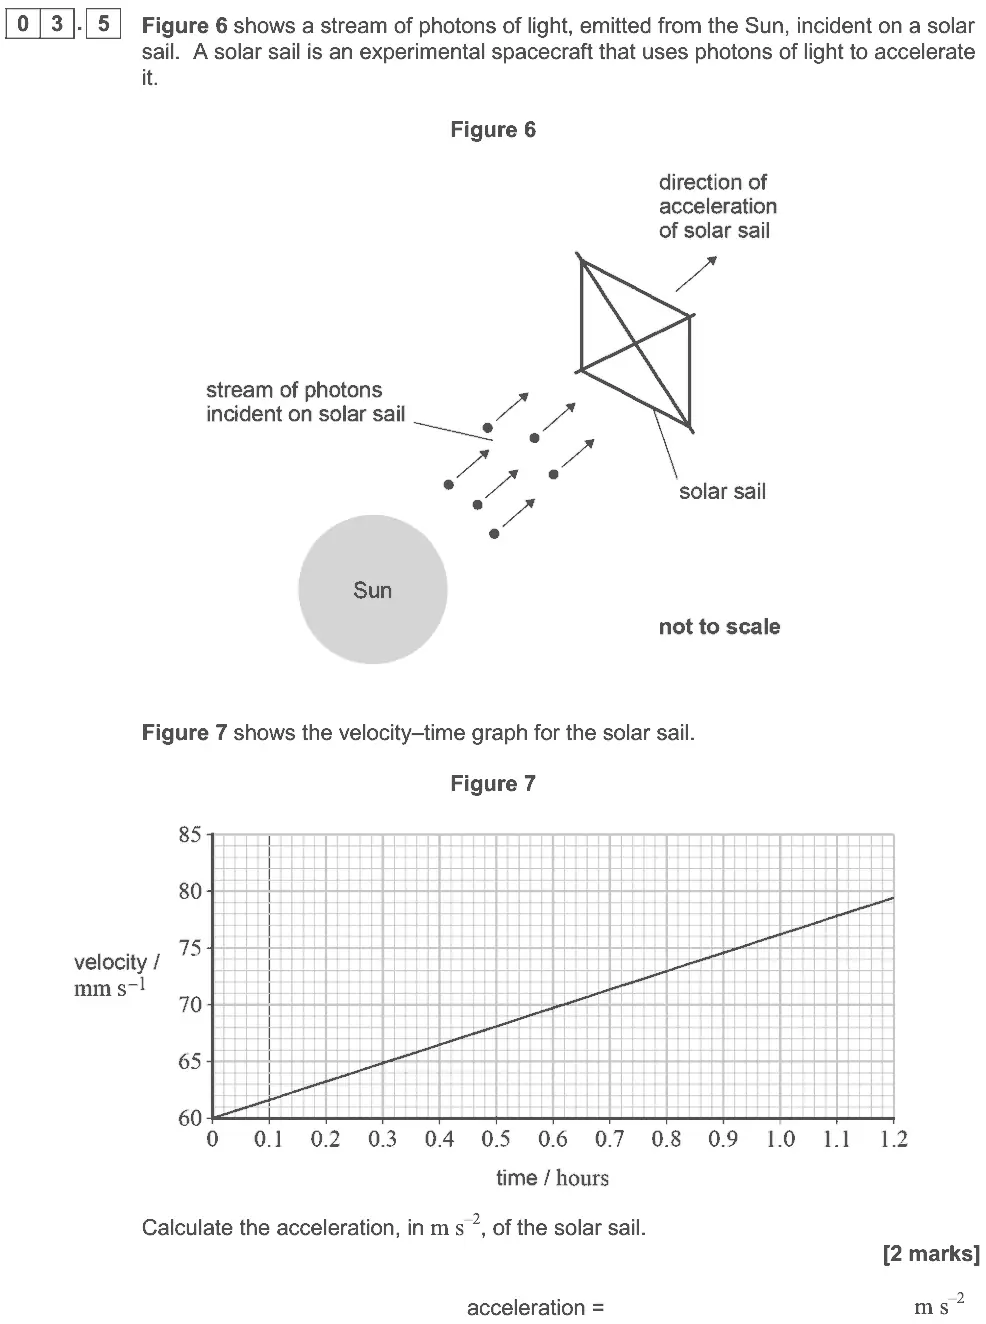 0 3 . 5 Figure 6 shows a stream of photons of light, emitted from the Sun, incident on a solar
sail. A solar sail is an experimental spacecraft that uses photons of light to accelerate
it.
Figure 6
direction of
acceleration
of solar sail
stream of photons
incident on solar sail
solar sail
Sun
not to scale
Figure 7 shows the velocity–time graph for the solar sail.
Figure 7
85
80
75
velocity /
mm s⁻¹
70
65
60
0 0.1 0.2 0.3 0.4 0.5 0.6 0.7 0.8 0.9 1.0 1.1 1.2
time / hours
Calculate the acceleration, in m s⁻², of the solar sail.
[2 marks]
acceleration = m s⁻²